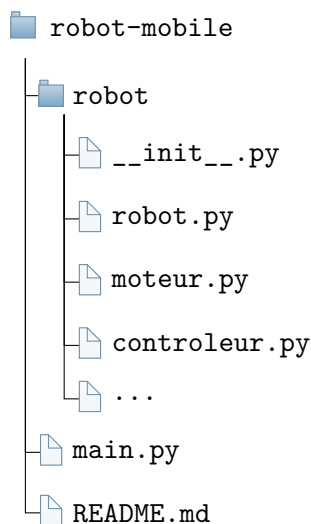 robot-mobile
robot
__init__.py
robot.py
moteur.py
controleur.py
...
main.py
README.md